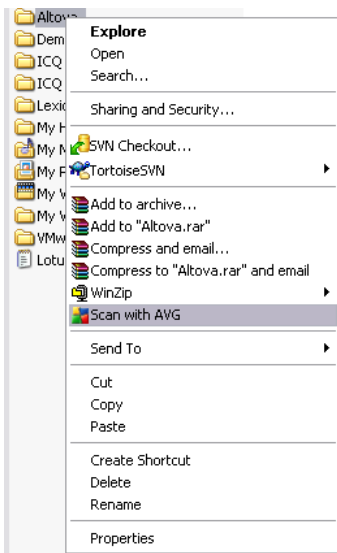 Altova
Dem
ICQ
ICQ
Lexic
My H
My M
My P
My V
My V
VMw
Lotu
Explore
Open
Search...
Sharing and Security...
SVN Checkout...
TortoiseSVN
Add to archive...
Add to "Altova.rar"
Compress and email...
Compress to "Altova.rar" and email
WinZip
Scan with AVG
Send To
Cut
Copy
Paste
Create Shortcut
Delete
Rename
Properties